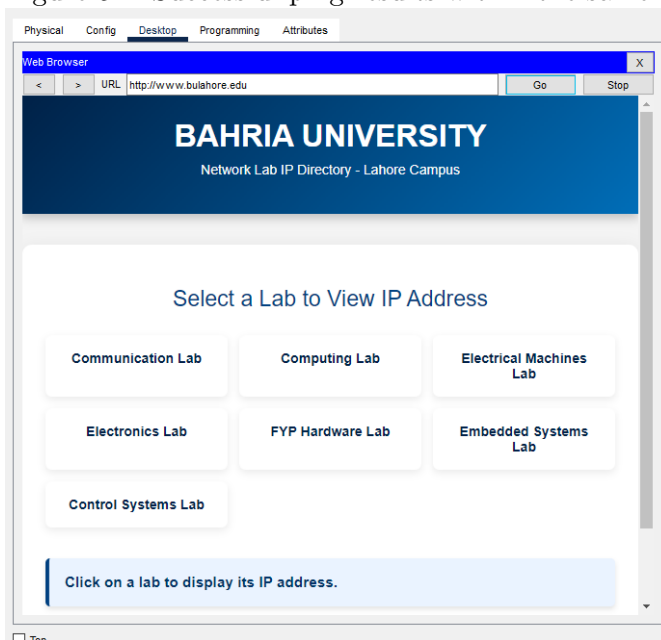 Physical Config Desktop Programming Attributes
Web Browser X
< > URL http://www.bulahore.edu Go Stop
BAHRIA UNIVERSITY
Network Lab IP Directory - Lahore Campus
Select a Lab to View IP Address
Communication Lab
Computing Lab
Electrical Machines
Lab
Electronics Lab
FYP Hardware Lab
Embedded Systems
Lab
Control Systems Lab
Click on a lab to display its IP address.